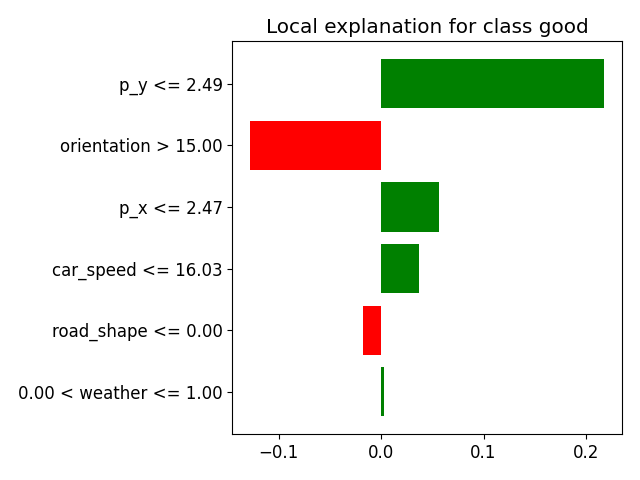 Local explanation for class good
p_y <= 2.49
orientation > 15.00
p_x <= 2.47
car_speed <= 16.03
road_shape <= 0.00
0.00 < weather <= 1.00
−0.1 0.0 0.1 0.2